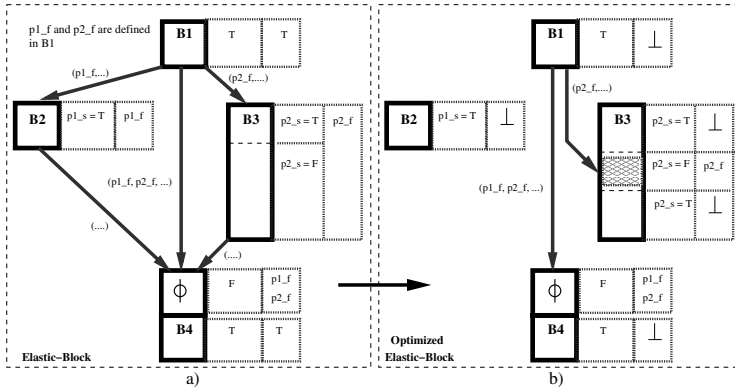 p1_f and p2_f are defined
in B1
B1
T
T
(p1_f,...)
(p2_f,....)
B2
p1_s = T
p1_f
B3
p2_s = T
p2_f
p2_s = F
(p1_f, p2_f, ...)
(....)
(....)
ϕ
F
p1_f
p2_f
B4
T
T
Elastic−Block
a)
B1
T
⊥
(p2_f,....)
B2
p1_s = T
⊥
B3
p2_s = T
⊥
p2_s = F
p2_f
p2_s = T
⊥
(p1_f, p2_f, ...)
ϕ
F
p1_f
p2_f
B4
T
⊥
Optimized
Elastic−Block
b)